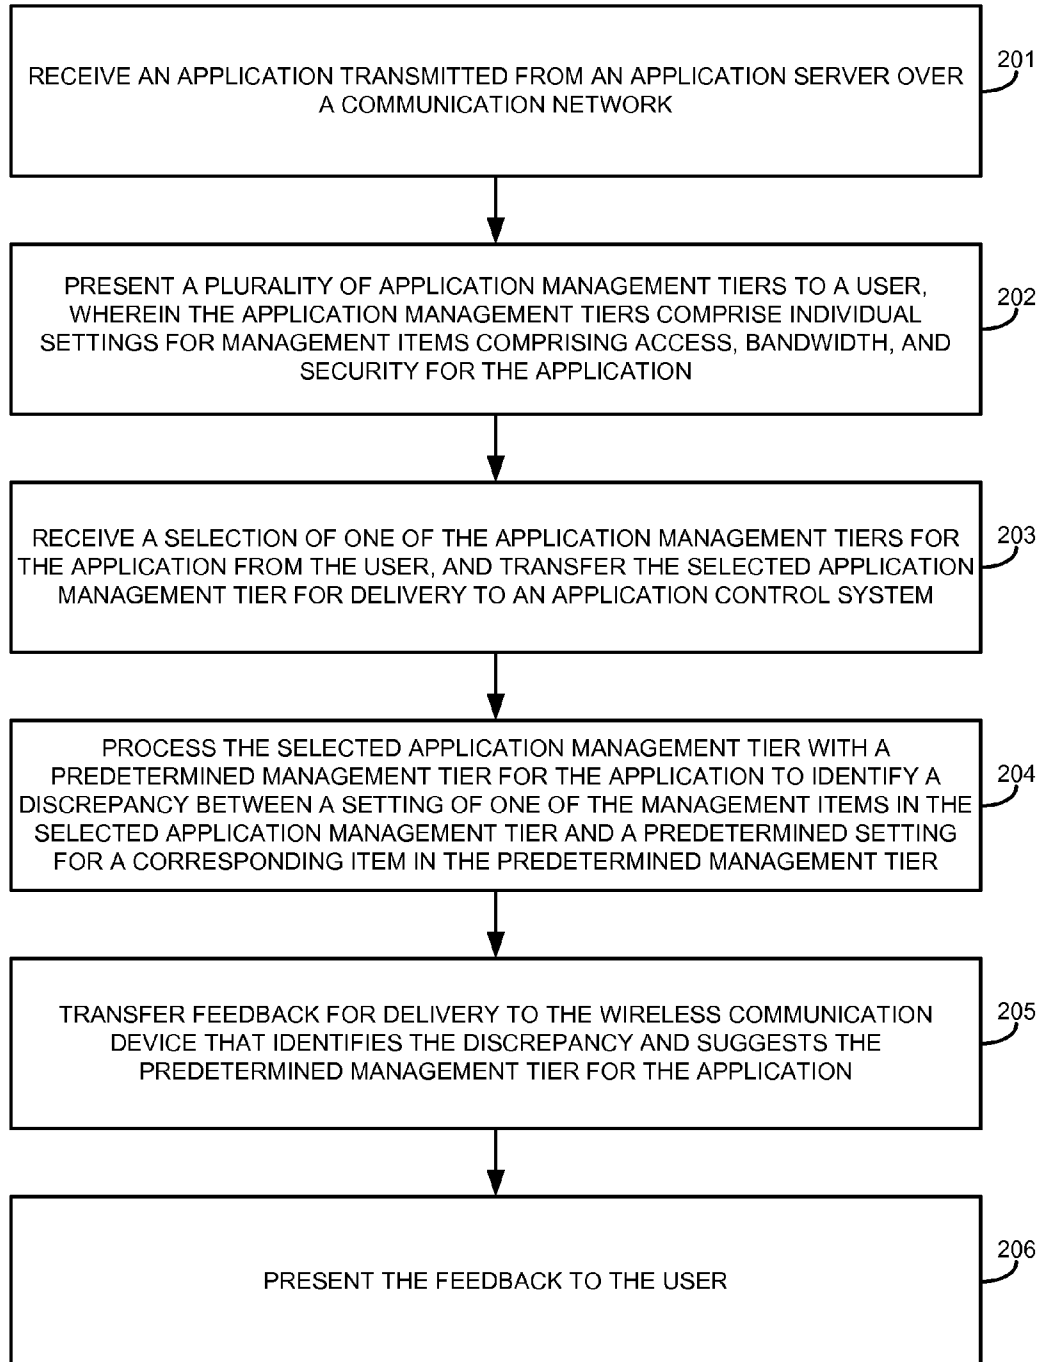 RECEIVE AN APPLICATION TRANSMITTED FROM AN APPLICATION SERVER OVER
A COMMUNICATION NETWORK
201
PRESENT A PLURALITY OF APPLICATION MANAGEMENT TIERS TO A USER,
WHEREIN THE APPLICATION MANAGEMENT TIERS COMPRISE INDIVIDUAL
SETTINGS FOR MANAGEMENT ITEMS COMPRISING ACCESS, BANDWIDTH, AND
SECURITY FOR THE APPLICATION
202
RECEIVE A SELECTION OF ONE OF THE APPLICATION MANAGEMENT TIERS FOR
THE APPLICATION FROM THE USER, AND TRANSFER THE SELECTED APPLICATION
MANAGEMENT TIER FOR DELIVERY TO AN APPLICATION CONTROL SYSTEM
203
PROCESS THE SELECTED APPLICATION MANAGEMENT TIER WITH A
PREDETERMINED MANAGEMENT TIER FOR THE APPLICATION TO IDENTIFY A
DISCREPANCY BETWEEN A SETTING OF ONE OF THE MANAGEMENT ITEMS IN THE
SELECTED APPLICATION MANAGEMENT TIER AND A PREDETERMINED SETTING
FOR A CORRESPONDING ITEM IN THE PREDETERMINED MANAGEMENT TIER
204
TRANSFER FEEDBACK FOR DELIVERY TO THE WIRELESS COMMUNICATION
DEVICE THAT IDENTIFIES THE DISCREPANCY AND SUGGESTS THE
PREDETERMINED MANAGEMENT TIER FOR THE APPLICATION
205
PRESENT THE FEEDBACK TO THE USER
206